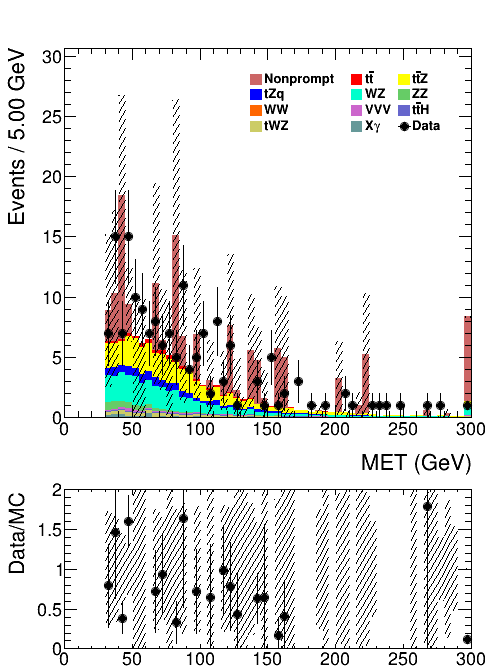 Events / 5.00 GeV
30
25
20
15
10
5
0
Nonprompt tt̄ tt̄Z
tZq WZ ZZ
WW VVV tt̄H
tWZ Xγ Data
0 50 100 150 200 250 300
MET (GeV)
Data/MC
2
1.5
1
0.5
0
0 50 100 150 200 250 300